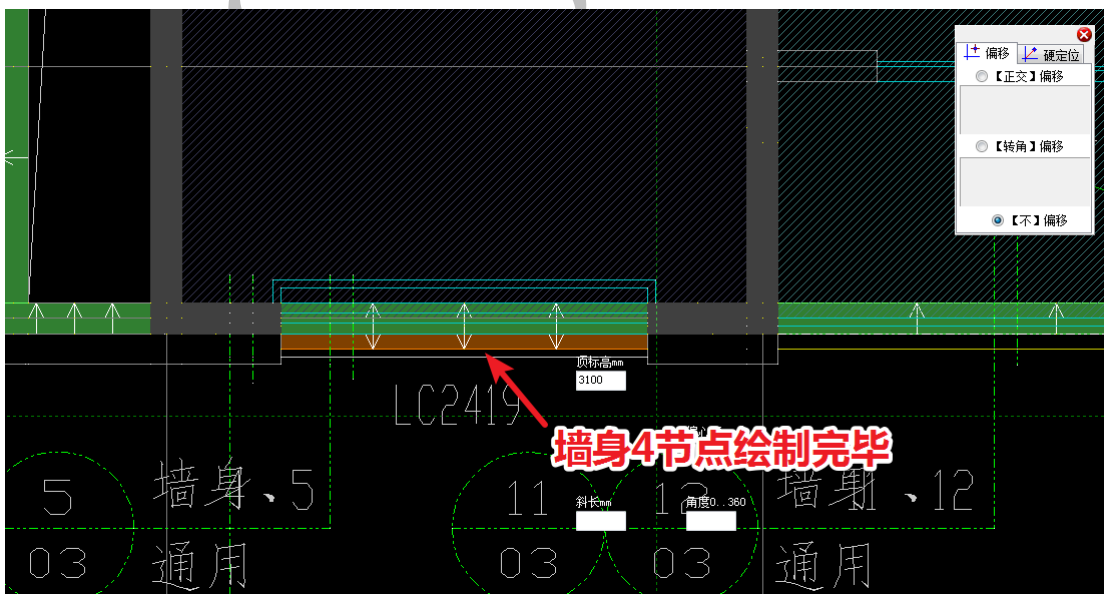 偏移 硬定位
【正交】偏移
【转角】偏移
【不】偏移
顶标高mm
3100
LC2419
墙身4节点绘制完毕
5
墙身 、5
11
12
斜长mm
角度0..360
墙身 、12
03
通用
03
03
通用